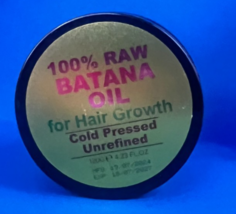 100% RAW
BATANA
OIL
for Hair Growth
Cold Pressed
Unrefined